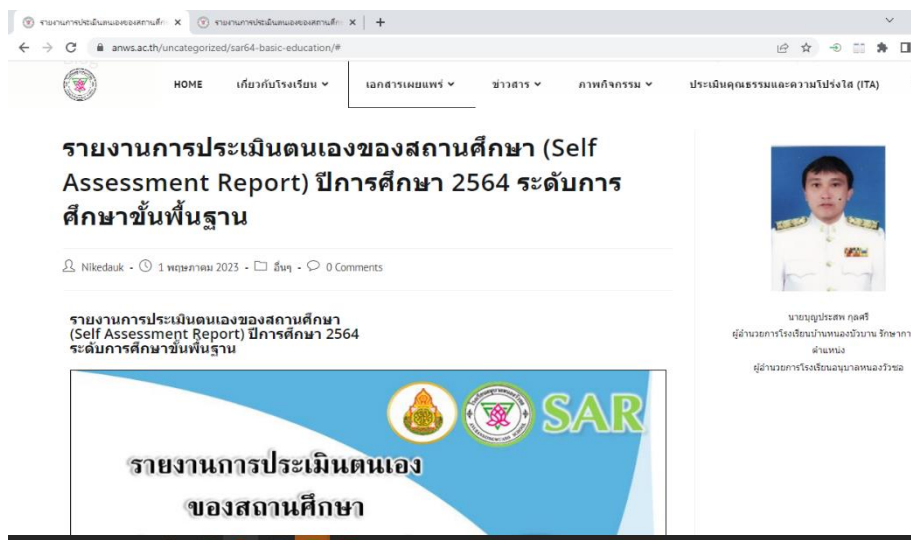 รายงานการประเมินตนเองของสถานศึก
รายงานการประเมินตนเองของสถานศึก
anws.ac.th/uncategorized/sar64-basic-education/#
HOME
เกี่ยวกับโรงเรียน
เอกสารเผยแพร่
ข่าวสาร
ภาพกิจกรรม
ประเมินคุณธรรมและความโปร่งใส (ITA)
รายงานการประเมินตนเองของสถานศึกษา (Self
Assessment Report) ปีการศึกษา 2564 ระดับการ
ศึกษาขั้นพื้นฐาน
Nikedauk - 1 พฤษภาคม 2023 - อื่นๆ - 0 Comments
รายงานการประเมินตนเองของสถานศึกษา
(Self Assessment Report) ปีการศึกษา 2564
ระดับการศึกษาขั้นพื้นฐาน
SAR
รายงานการประเมินตนเอง
ของสถานศึกษา
นายบุญประสพ กุลศรี
ผู้อำนวยการโรงเรียนบ้านหนองบัวบาน รักษากา
ตำแหน่ง
ผู้อำนวยการโรงเรียนอนุบาลหนองวัวซอ